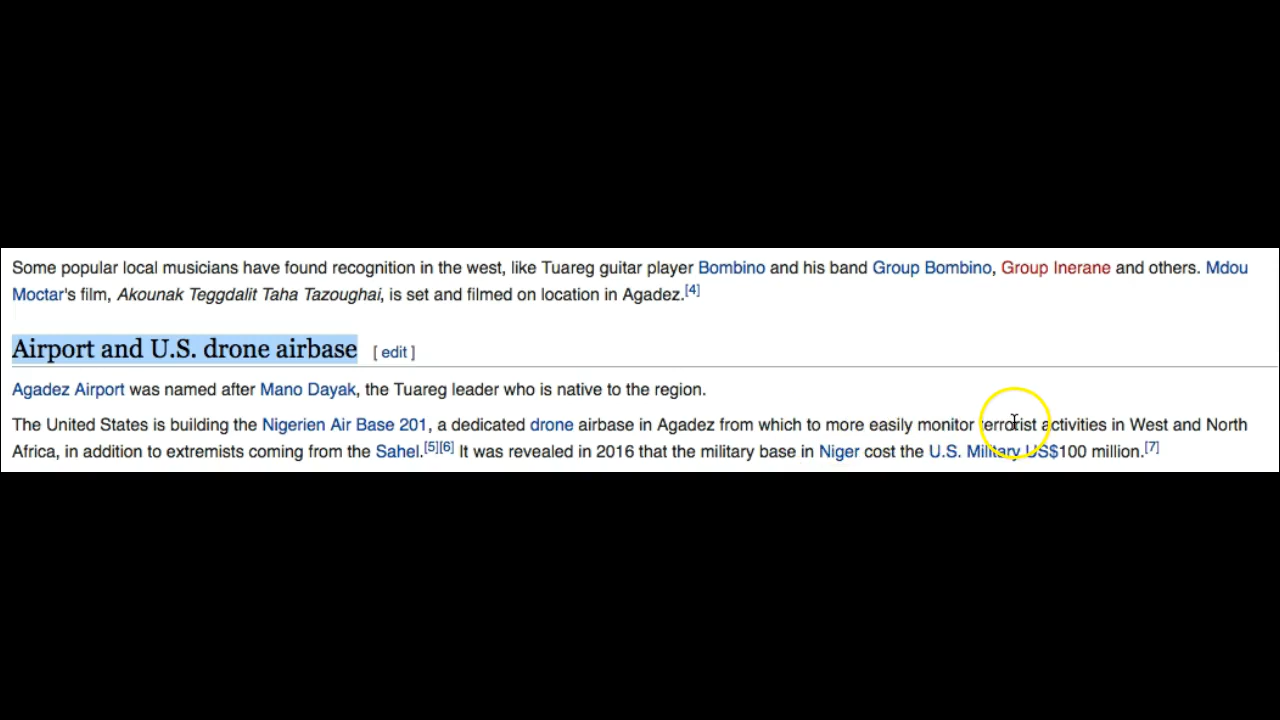 Some popular local musicians have found recognition in the west, like Tuareg guitar player Bombino and his band Group Bombino, Group Inerane and others. Mdou
Moctar's film, Akounak Teggdalit Taha Tazoughai, is set and filmed on location in Agadez.[4]
Airport and U.S. drone airbase [ edit ]
Agadez Airport was named after Mano Dayak, the Tuareg leader who is native to the region.
The United States is building the Nigerien Air Base 201, a dedicated drone airbase in Agadez from which to more easily monitor terrorist activities in West and North
Africa, in addition to extremists coming from the Sahel.[5][6] It was revealed in 2016 that the military base in Niger cost the U.S. Military US$100 million.[7]